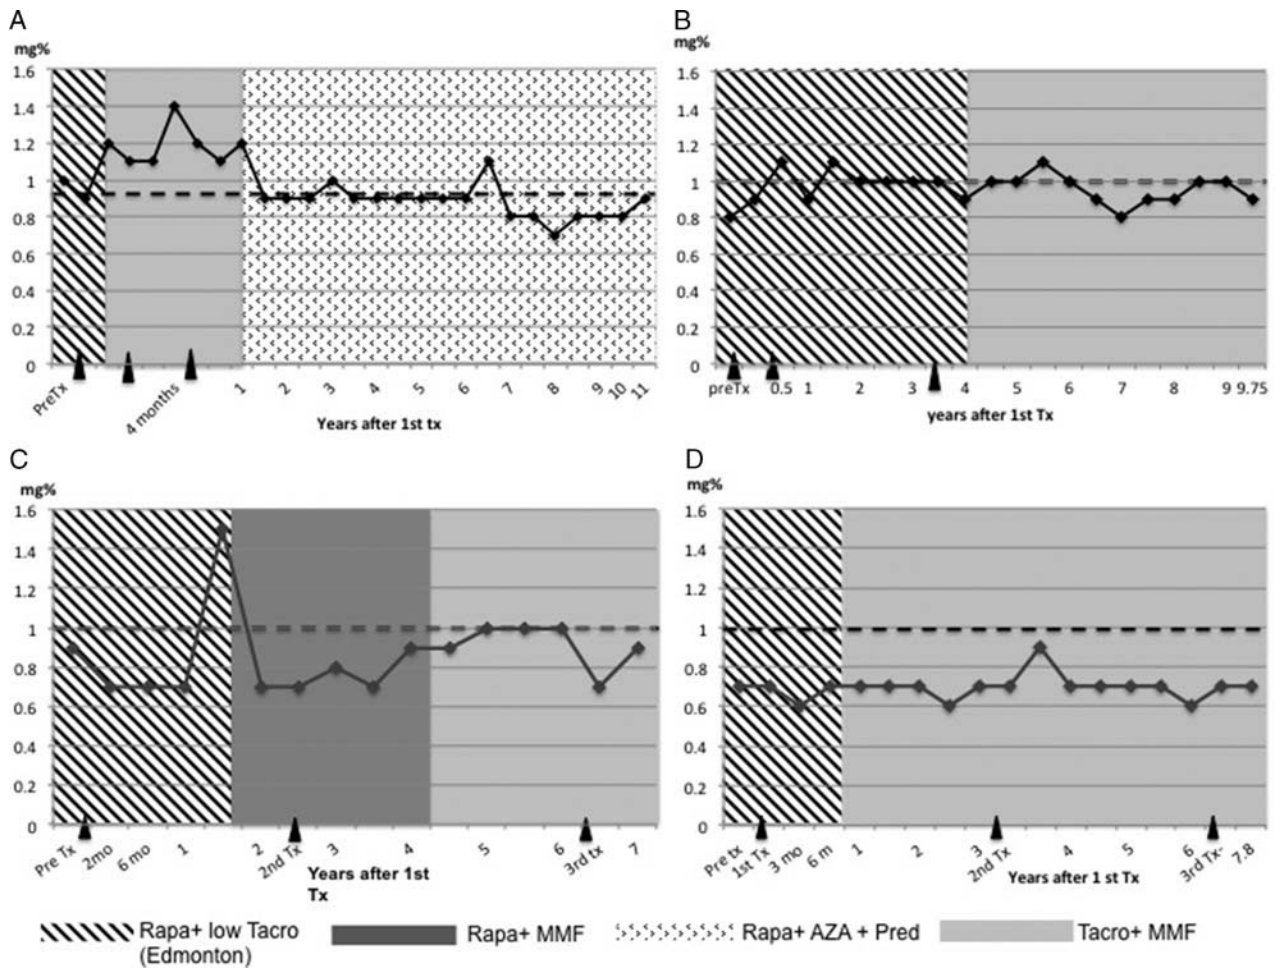 A
mg%
1.6
1.4
1.2
1
0.8
0.6
0.4
0.2
0
PreTx
4 months
1
2
3
4
5
6
7
8
9
10
11
Years after 1st tx
B
mg%
1.6
1.4
1.2
1
0.8
0.6
0.4
0.2
0
preTx
0.5
1
2
3
4
5
6
7
8
9
9.75
years after 1st Tx
C
mg%
1.6
1.4
1.2
1
0.8
0.6
0.4
0.2
0
Pre Tx
2mo
6 mo
1
2
2nd Tx
3
4
5
6
3rd tx
7
Years after 1st
Tx
D
mg%
1.6
1.4
1.2
1
0.8
0.6
0.4
0.2
0
Pre tx
1st Tx
3 mo
6 m
1
2
3
2nd Tx
4
5
6
3rd Tx-
7.8
Years after 1 st Tx
Rapa+ low Tacro
(Edmonton)
Rapa+ MMF
Rapa+ AZA + Pred
Tacro+ MMF